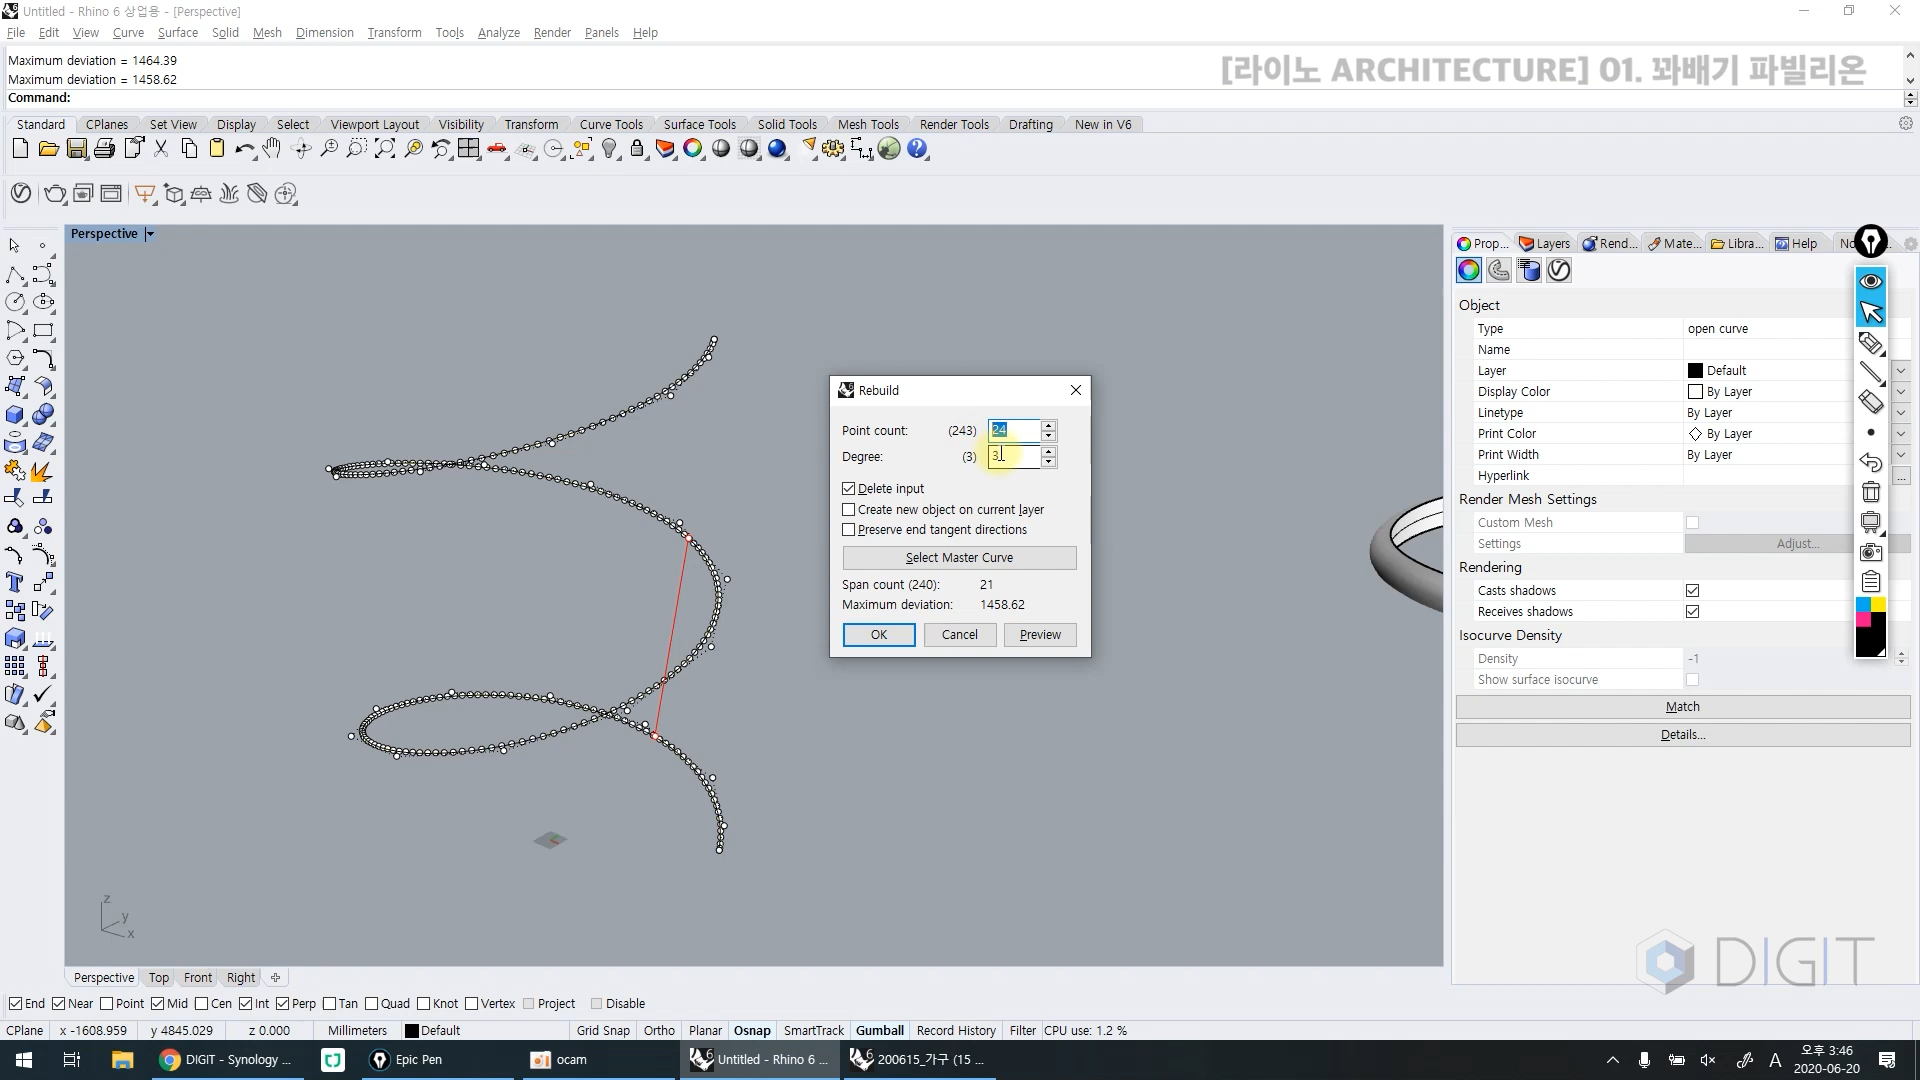 Untitled - Rhino 6 상업용 - [Perspective]
File Edit View Curve Surface Solid Mesh Dimension Transform Tools Analyze Render Panels Help
Maximum deviation = 1464.39
Maximum deviation = 1458.62
Command:
[라이노 ARCHITECTURE] 01. 꽈배기 파빌리온
Standard CPlanes Set View Display Select Viewport Layout Visibility Transform Curve Tools Surface Tools Solid Tools Mesh Tools Render Tools Drafting New in V6
Perspective
Prop... Layers Rend... Mate... Libra... Help No
Rebuild
Point count: (243) 24
Degree: (3) 3
Delete input
Create new object on current layer
Preserve end tangent directions
Select Master Curve
Span count (240): 21
Maximum deviation: 1458.62
OK Cancel Preview
Object
Type open curve
Name
Layer Default
Display Color By Layer
Linetype By Layer
Print Color By Layer
Print Width By Layer
Hyperlink ...
Render Mesh Settings
Custom Mesh
Settings Adjust...
Rendering
Casts shadows
Receives shadows
Isocurve Density
Density -1
Show surface isocurve
Match
Details...
z
y
x
DIGIT
Perspective Top Front Right
End Near Point Mid Cen Int Perp Tan Quad Knot Vertex Project Disable
CPlane x -1608.959 y 4845.029 z 0.000 Millimeters Default Grid Snap Ortho Planar Osnap SmartTrack Gumball Record History Filter CPU use: 1.2 %
DIGIT - Synology ... Epic Pen ocam Untitled - Rhino 6 ... 200615_가구 (15 ... A 오후 3:46
2020-06-20